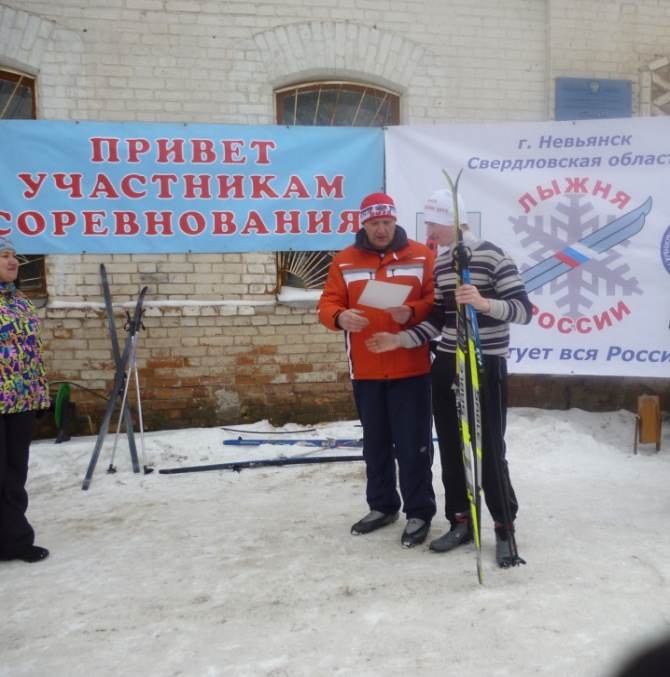 ПРИВЕТ
УЧАСТНИКАМ
СОРЕВНОВАНИЯ
г. Невьянск
Свердловская област
ЛЫЖНЯ
РОССИИ
тует вся Росси